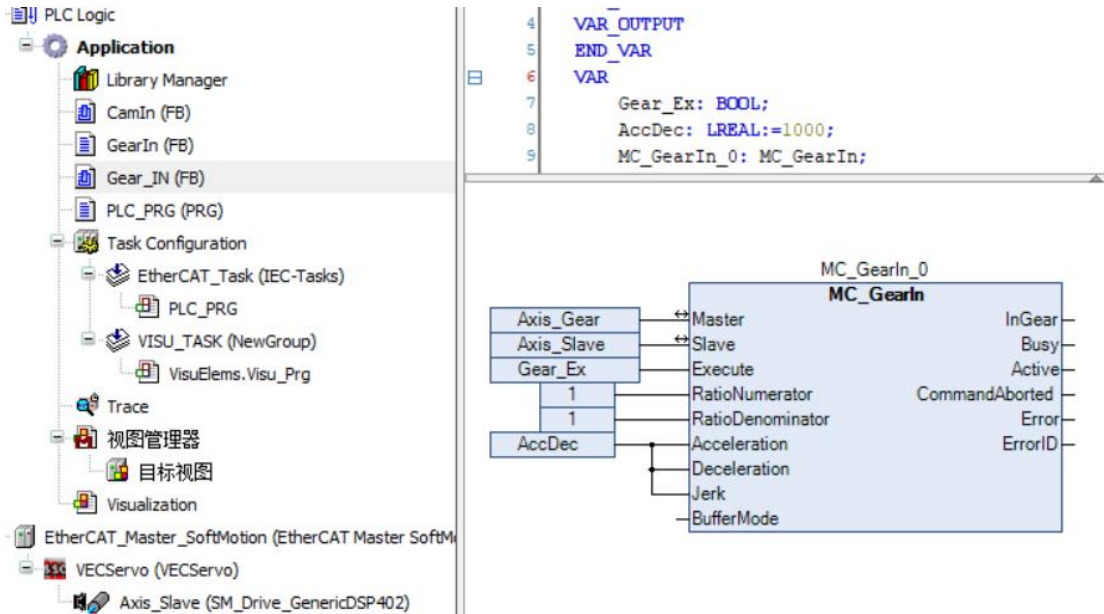 PLC Logic
Application
Library Manager
CamIn (FB)
GearIn (FB)
Gear_IN (FB)
PLC_PRG (PRG)
Task Configuration
EtherCAT_Task (IEC-Tasks)
PLC_PRG
VISU_TASK (NewGroup)
VisuElems.Visu_Prg
Trace
视图管理器
目标视图
Visualization
EtherCAT_Master_SoftMotion (EtherCAT Master SoftM
VECServo (VECServo)
Axis_Slave (SM_Drive_GenericDSP402)
4 VAR_OUTPUT
5 END_VAR
6 VAR
7 Gear_Ex: BOOL;
8 AccDec: LREAL:=1000;
9 MC_GearIn_0: MC_GearIn;
MC_GearIn_0
MC_GearIn
Axis_Gear Master InGear
Axis_Slave Slave Busy
Gear_Ex Execute Active
1 RatioNumerator CommandAborted
1 RatioDenominator Error
AccDec Acceleration ErrorID
Deceleration
Jerk
BufferMode